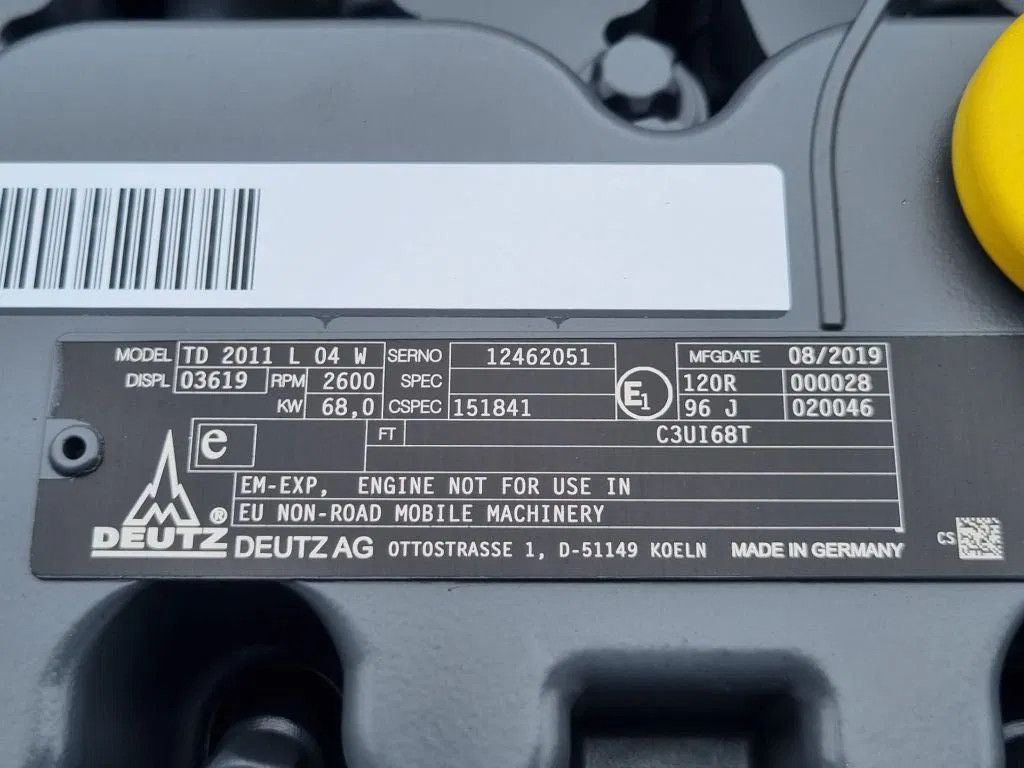 MODEL TD 2011 L 04 W SERNO 12462051 MFGDATE 08/2019
DISPL 03619 RPM 2600 SPEC E1 120R 000028
KW 68,0 CSPEC 151841 96 J 020046
e FT C3UI68T
EM-EXP, ENGINE NOT FOR USE IN
EU NON-ROAD MOBILE MACHINERY
DEUTZ ® DEUTZ AG OTTOSTRASSE 1, D-51149 KOELN MADE IN GERMANY CS